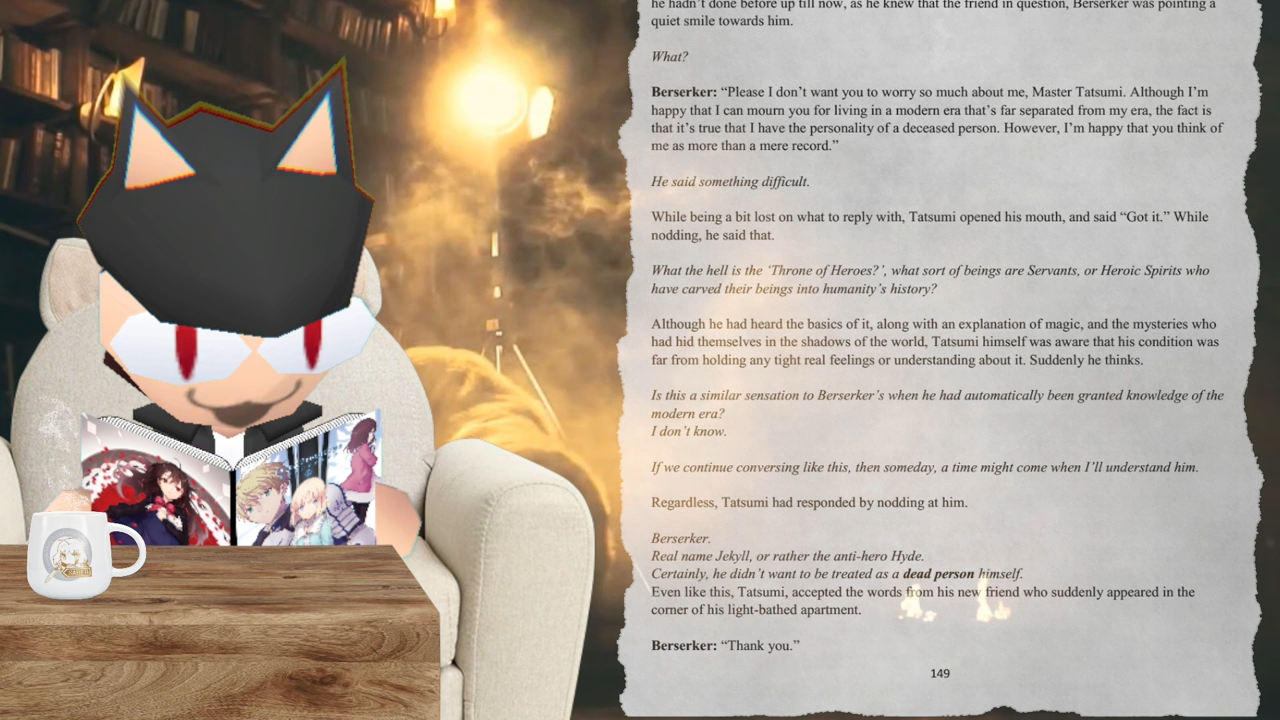 he hadn't done before up till now, as he knew that the friend in question, Berserker was pointing a
quiet smile towards him.
What?
Berserker: “Please I don't want you to worry so much about me, Master Tatsumi. Although I'm
happy that I can mourn you for living in a modern era that's far separated from my era, the fact is
that it's true that I have the personality of a deceased person. However, I'm happy that you think of
me as more than a mere record.”
He said something difficult.
While being a bit lost on what to reply with, Tatsumi opened his mouth, and said “Got it.” While
nodding, he said that.
What the hell is the ‘Throne of Heroes?’, what sort of beings are Servants, or Heroic Spirits who
have carved their beings into humanity's history?
Although he had heard the basics of it, along with an explanation of magic, and the mysteries who
had hid themselves in the shadows of the world, Tatsumi himself was aware that his condition was
far from holding any tight real feelings or understanding about it. Suddenly he thinks.
Is this a similar sensation to Berserker's when he had automatically been granted knowledge of the
modern era?
I don't know.
If we continue conversing like this, then someday, a time might come when I'll understand him.
Regardless, Tatsumi had responded by nodding at him.
Berserker.
Real name Jekyll, or rather the anti-hero Hyde.
Certainly, he didn't want to be treated as a dead person himself.
Even like this, Tatsumi, accepted the words from his new friend who suddenly appeared in the
corner of his light-bathed apartment.
Berserker: “Thank you.”
149